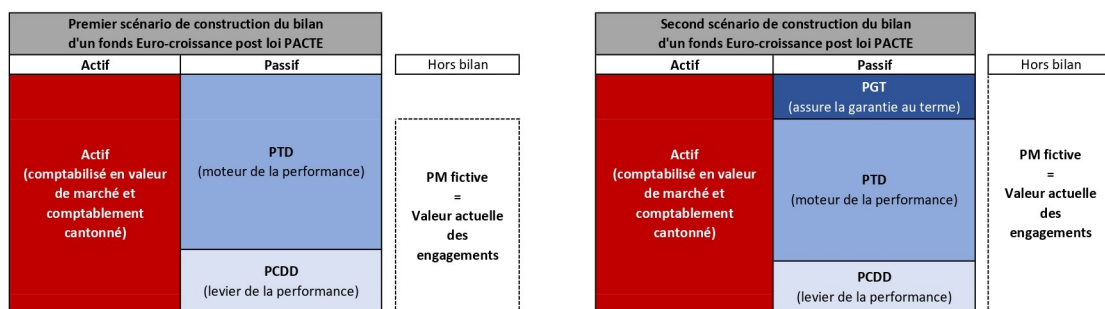 Premier scénario de construction du bilan
d'un fonds Euro-croissance post loi PACTE
Actif
Passif
Hors bilan
Actif
(comptabilisé en valeur
de marché et
comptablement
cantonné)
PTD
(moteur de la performance)
PCDD
(levier de la performance)
PM fictive
=
Valeur actuelle
des
engagements
Second scénario de construction du bilan
d'un fonds Euro-croissance post loi PACTE
Actif
Passif
Hors bilan
Actif
(comptabilisé en valeur
de marché et
comptablement
cantonné)
PGT
(assure la garantie au terme)
PTD
(moteur de la performance)
PCDD
(levier de la performance)
PM fictive
=
Valeur actuelle
des
engagements